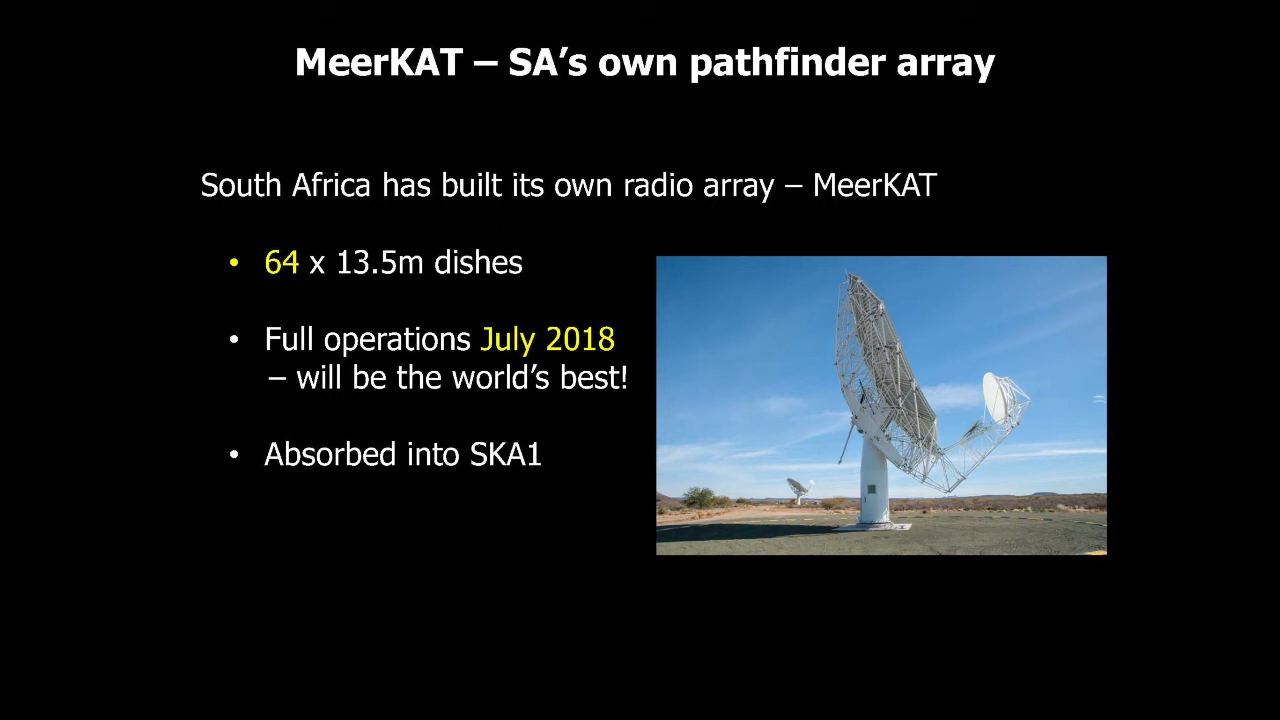 MeerKAT – SA’s own pathfinder array
South Africa has built its own radio array – MeerKAT
• 64 x 13.5m dishes
• Full operations July 2018
– will be the world’s best!
• Absorbed into SKA1